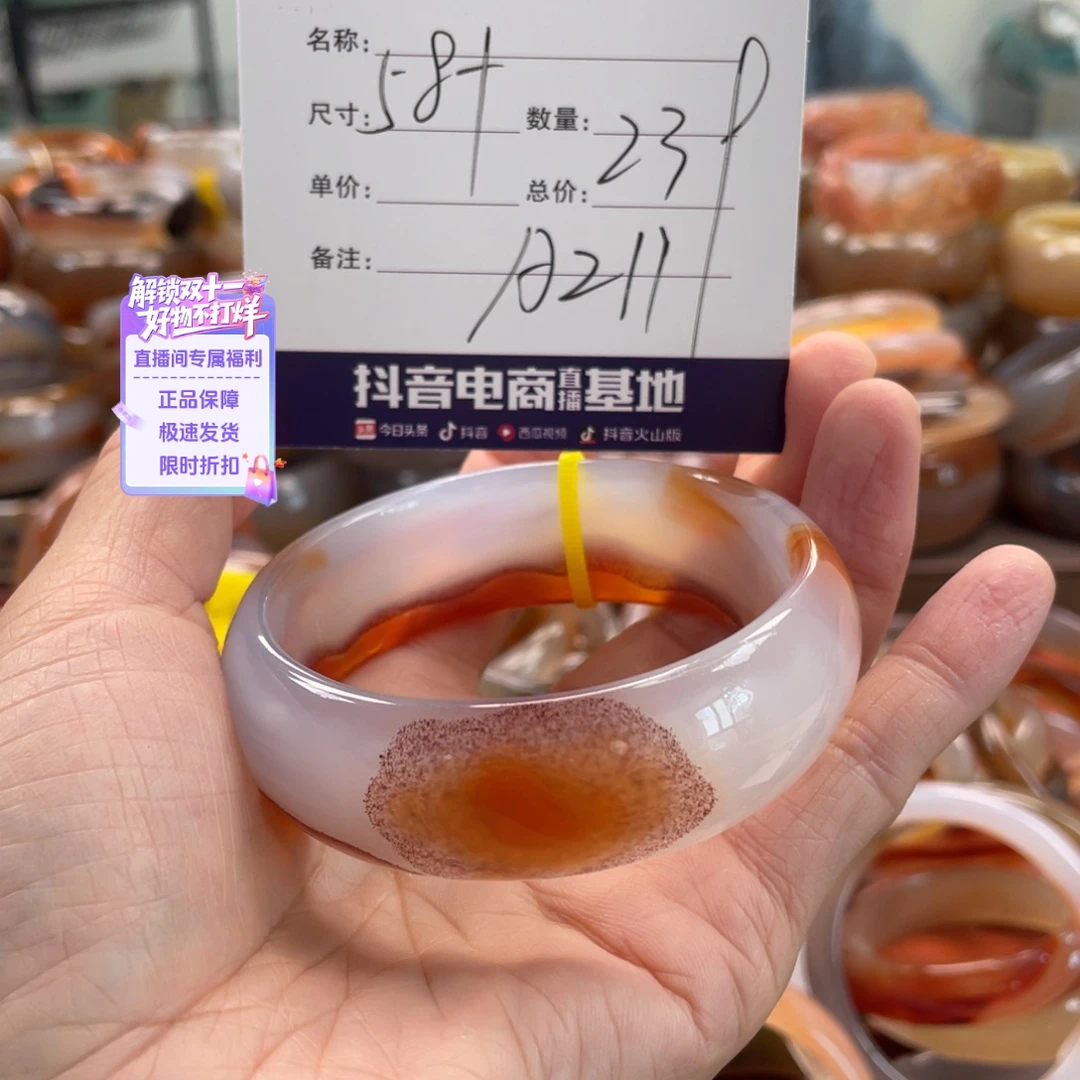 名称:
58+
尺寸:
数量:
23
单价:
总价:
备注:
A211
抖音电商直播基地
今日头条 抖音 西瓜视频 抖音火山版
解锁双十一
好物不打烊
直播间专属福利
正品保障
极速发货
限时折扣